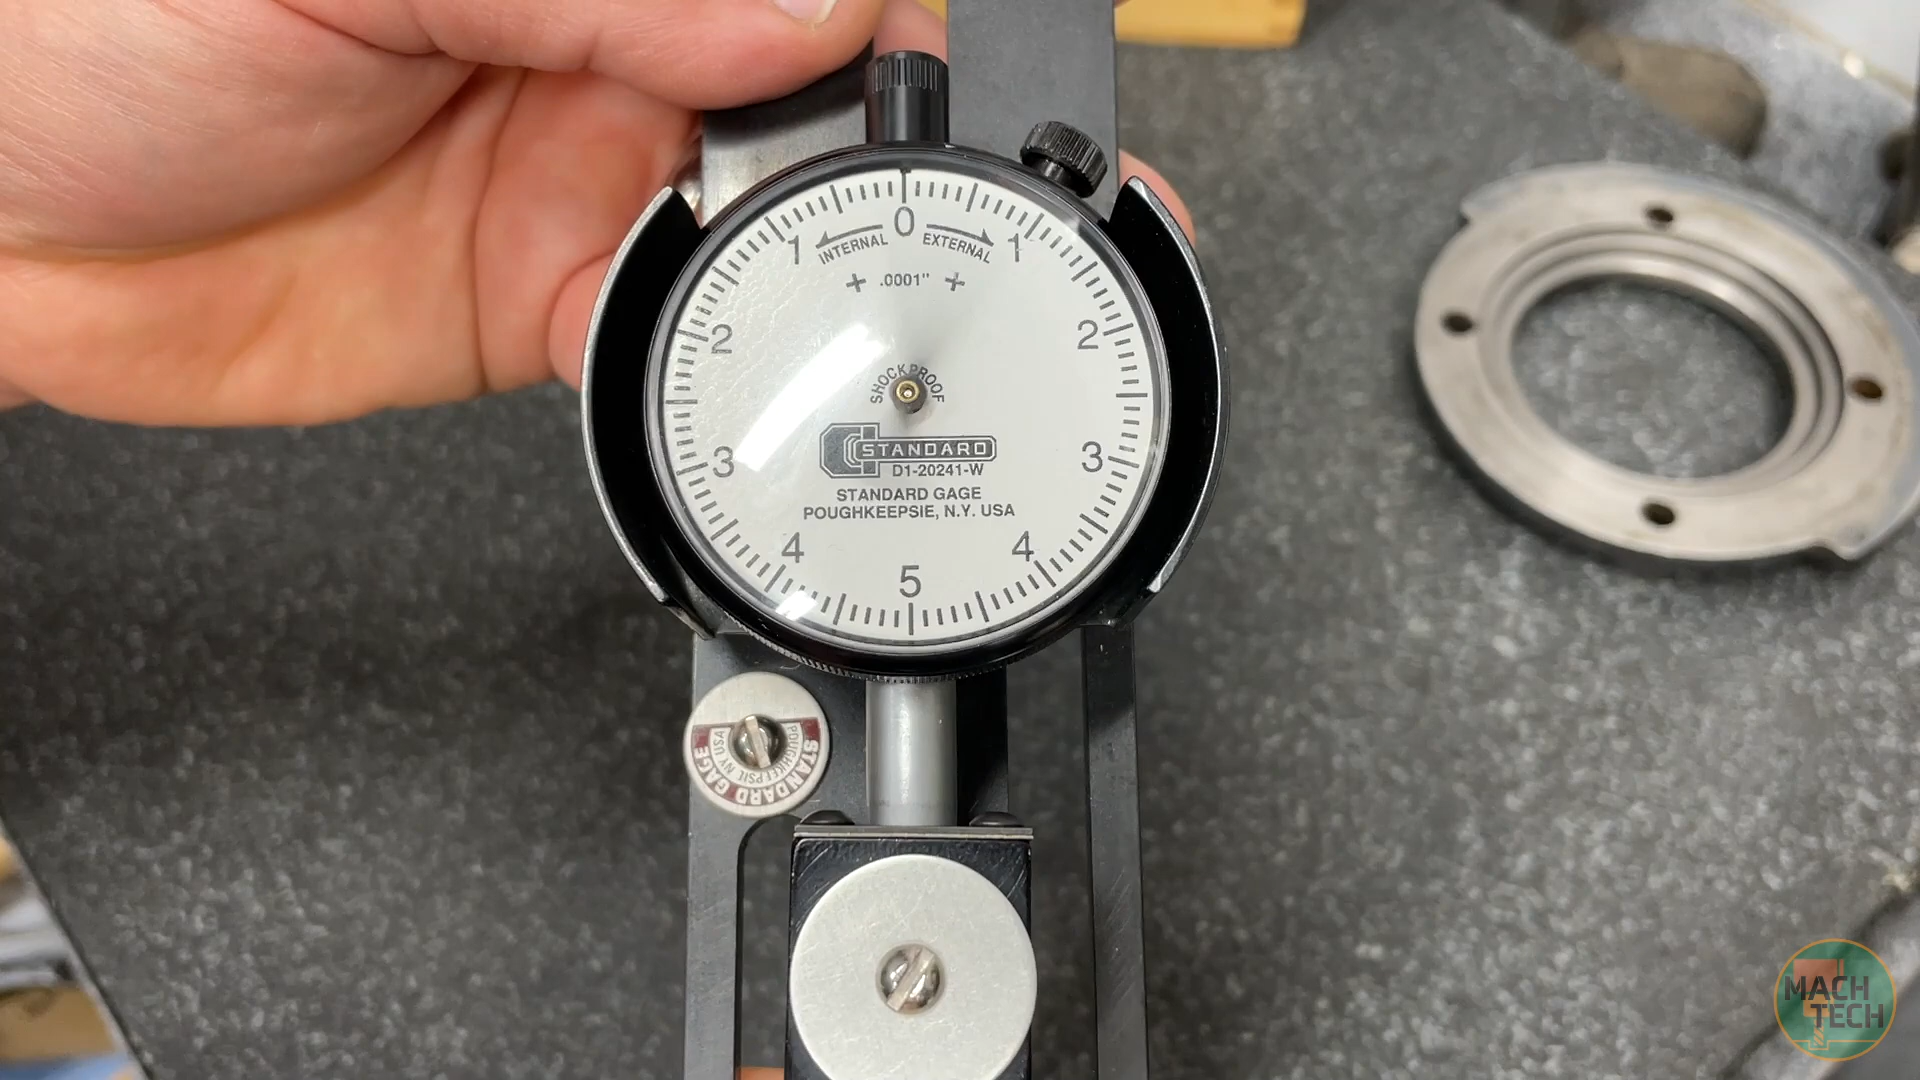 0
1 INTERNAL EXTERNAL 1
+ .0001" +
2 2
SHOCKPROOF
STANDARD
3 D1-20241-W 3
STANDARD GAGE
POUGHKEEPSIE, N.Y. USA
4 4
5
STANDARD GAGE
POUGHKEEPSIE NY USA
MACH
TECH